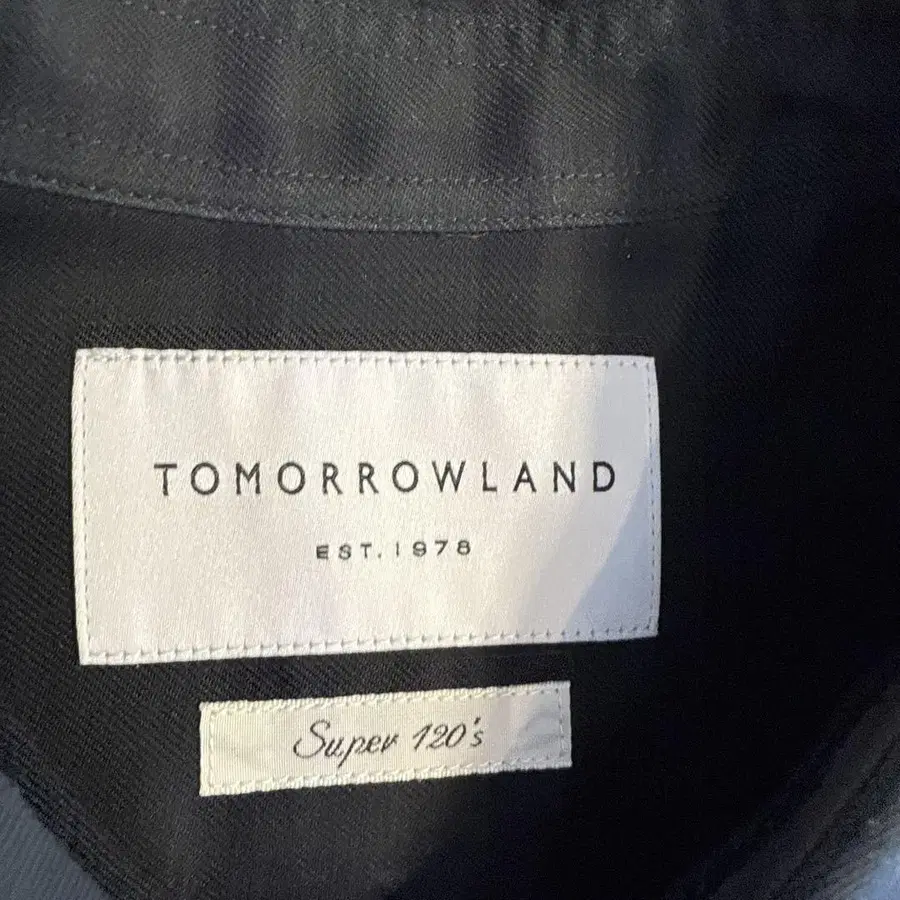 TOMORROWLAND
EST. 1978
Super 120's